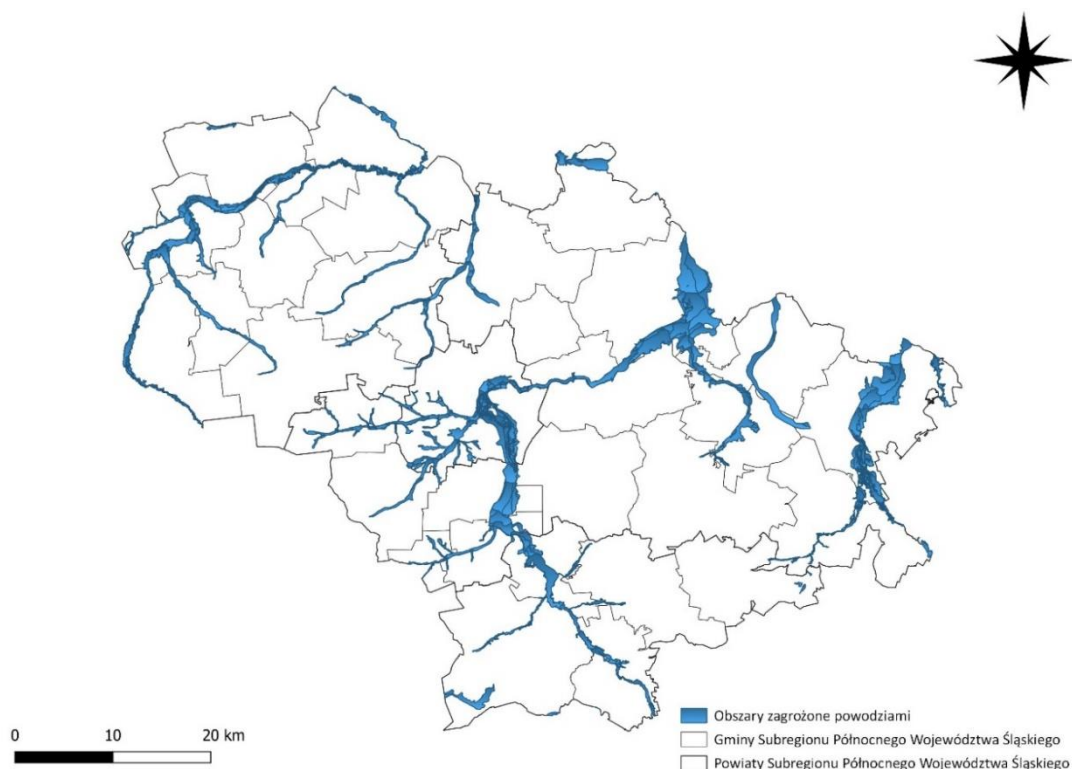 Obszary zagrożone powodziami
0 10 20 km
Gminy Subregionu Północnego Województwa Śląskiego
Powiaty Subregionu Północnego Województwa Śląskiego